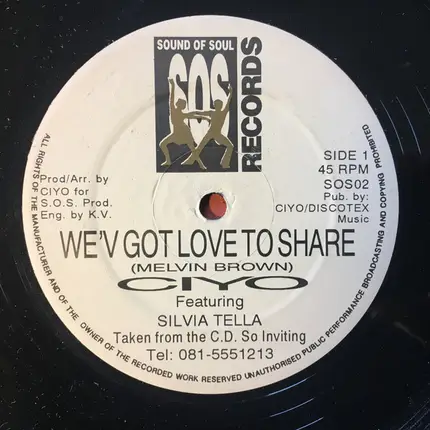 SOUND OF SOUL
SOS
RECORDS
SIDE 1
45 RPM
SOS02
Pub. by:
CIYO/DISCOTEX
Music
Prod/Arr. by
CIYO for
S.O.S. Prod.
Eng. by K.V.
WE'V GOT LOVE TO SHARE
(MELVIN BROWN)
CIYO
Featuring
SILVIA TELLA
Taken from the C.D. So Inviting
Tel: 081-5551213
ALL RIGHTS OF THE MANUFACTURER AND OF THE OWNER OF THE RECORDED WORK RESERVED UNAUTHORISED PUBLIC PERFORMANCE BROADCASTING AND COPYING PROHIBITED